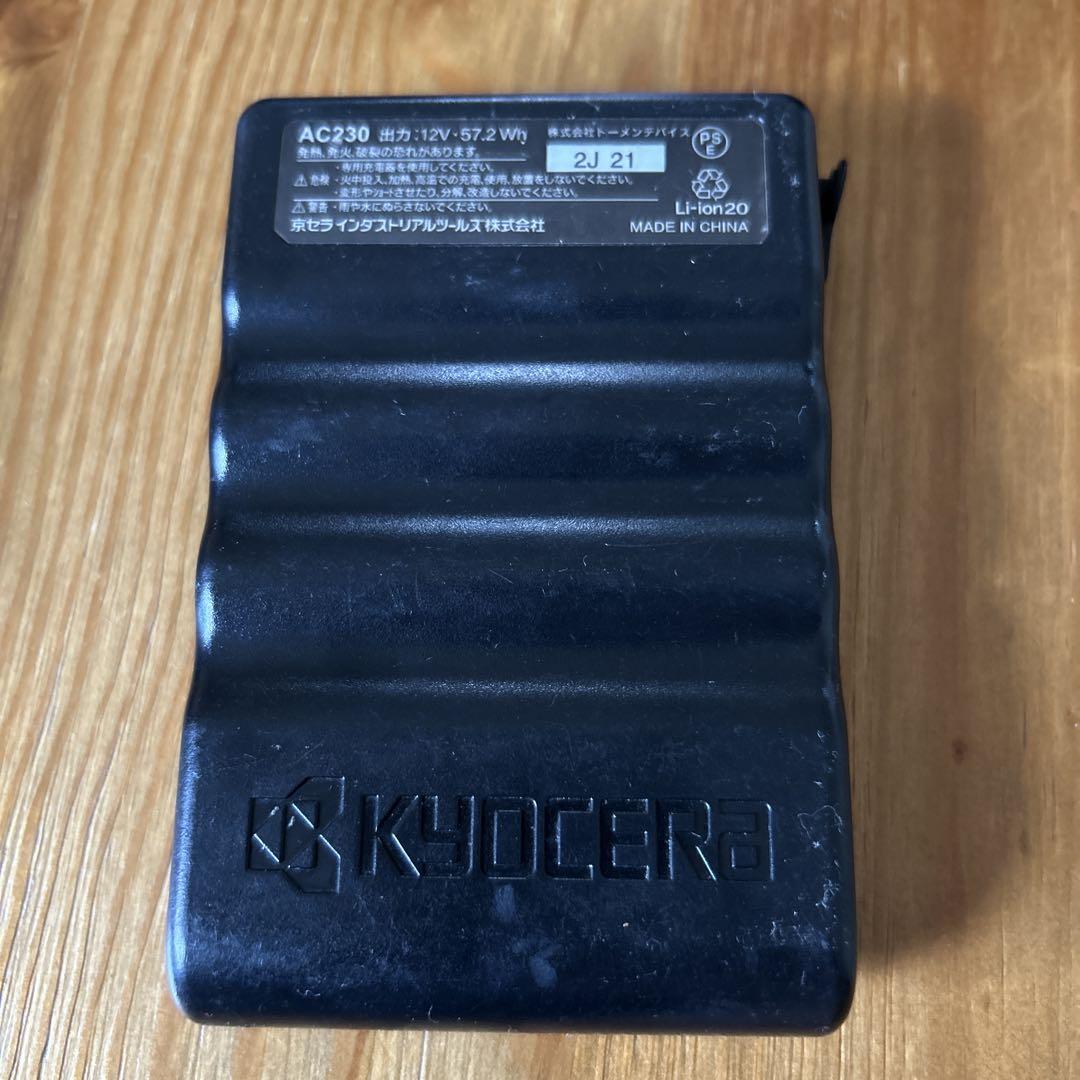 AC230 出力:12V・57.2Wh
発熱、発火、破裂の恐れがあります。
・専用充電器を使用してください。
⚠危険・火中投入、加熱、高温での充電、使用、放置をしないでください。
・変形やショートさせたり、分解、改造しないでください。
⚠警告・雨や水にぬらさないでください。
京セラインダストリアルツールズ株式会社
株式会社トーメンデバイス
2J 21
PS
E
Li-ion20
MADE IN CHINA
KYOCERA